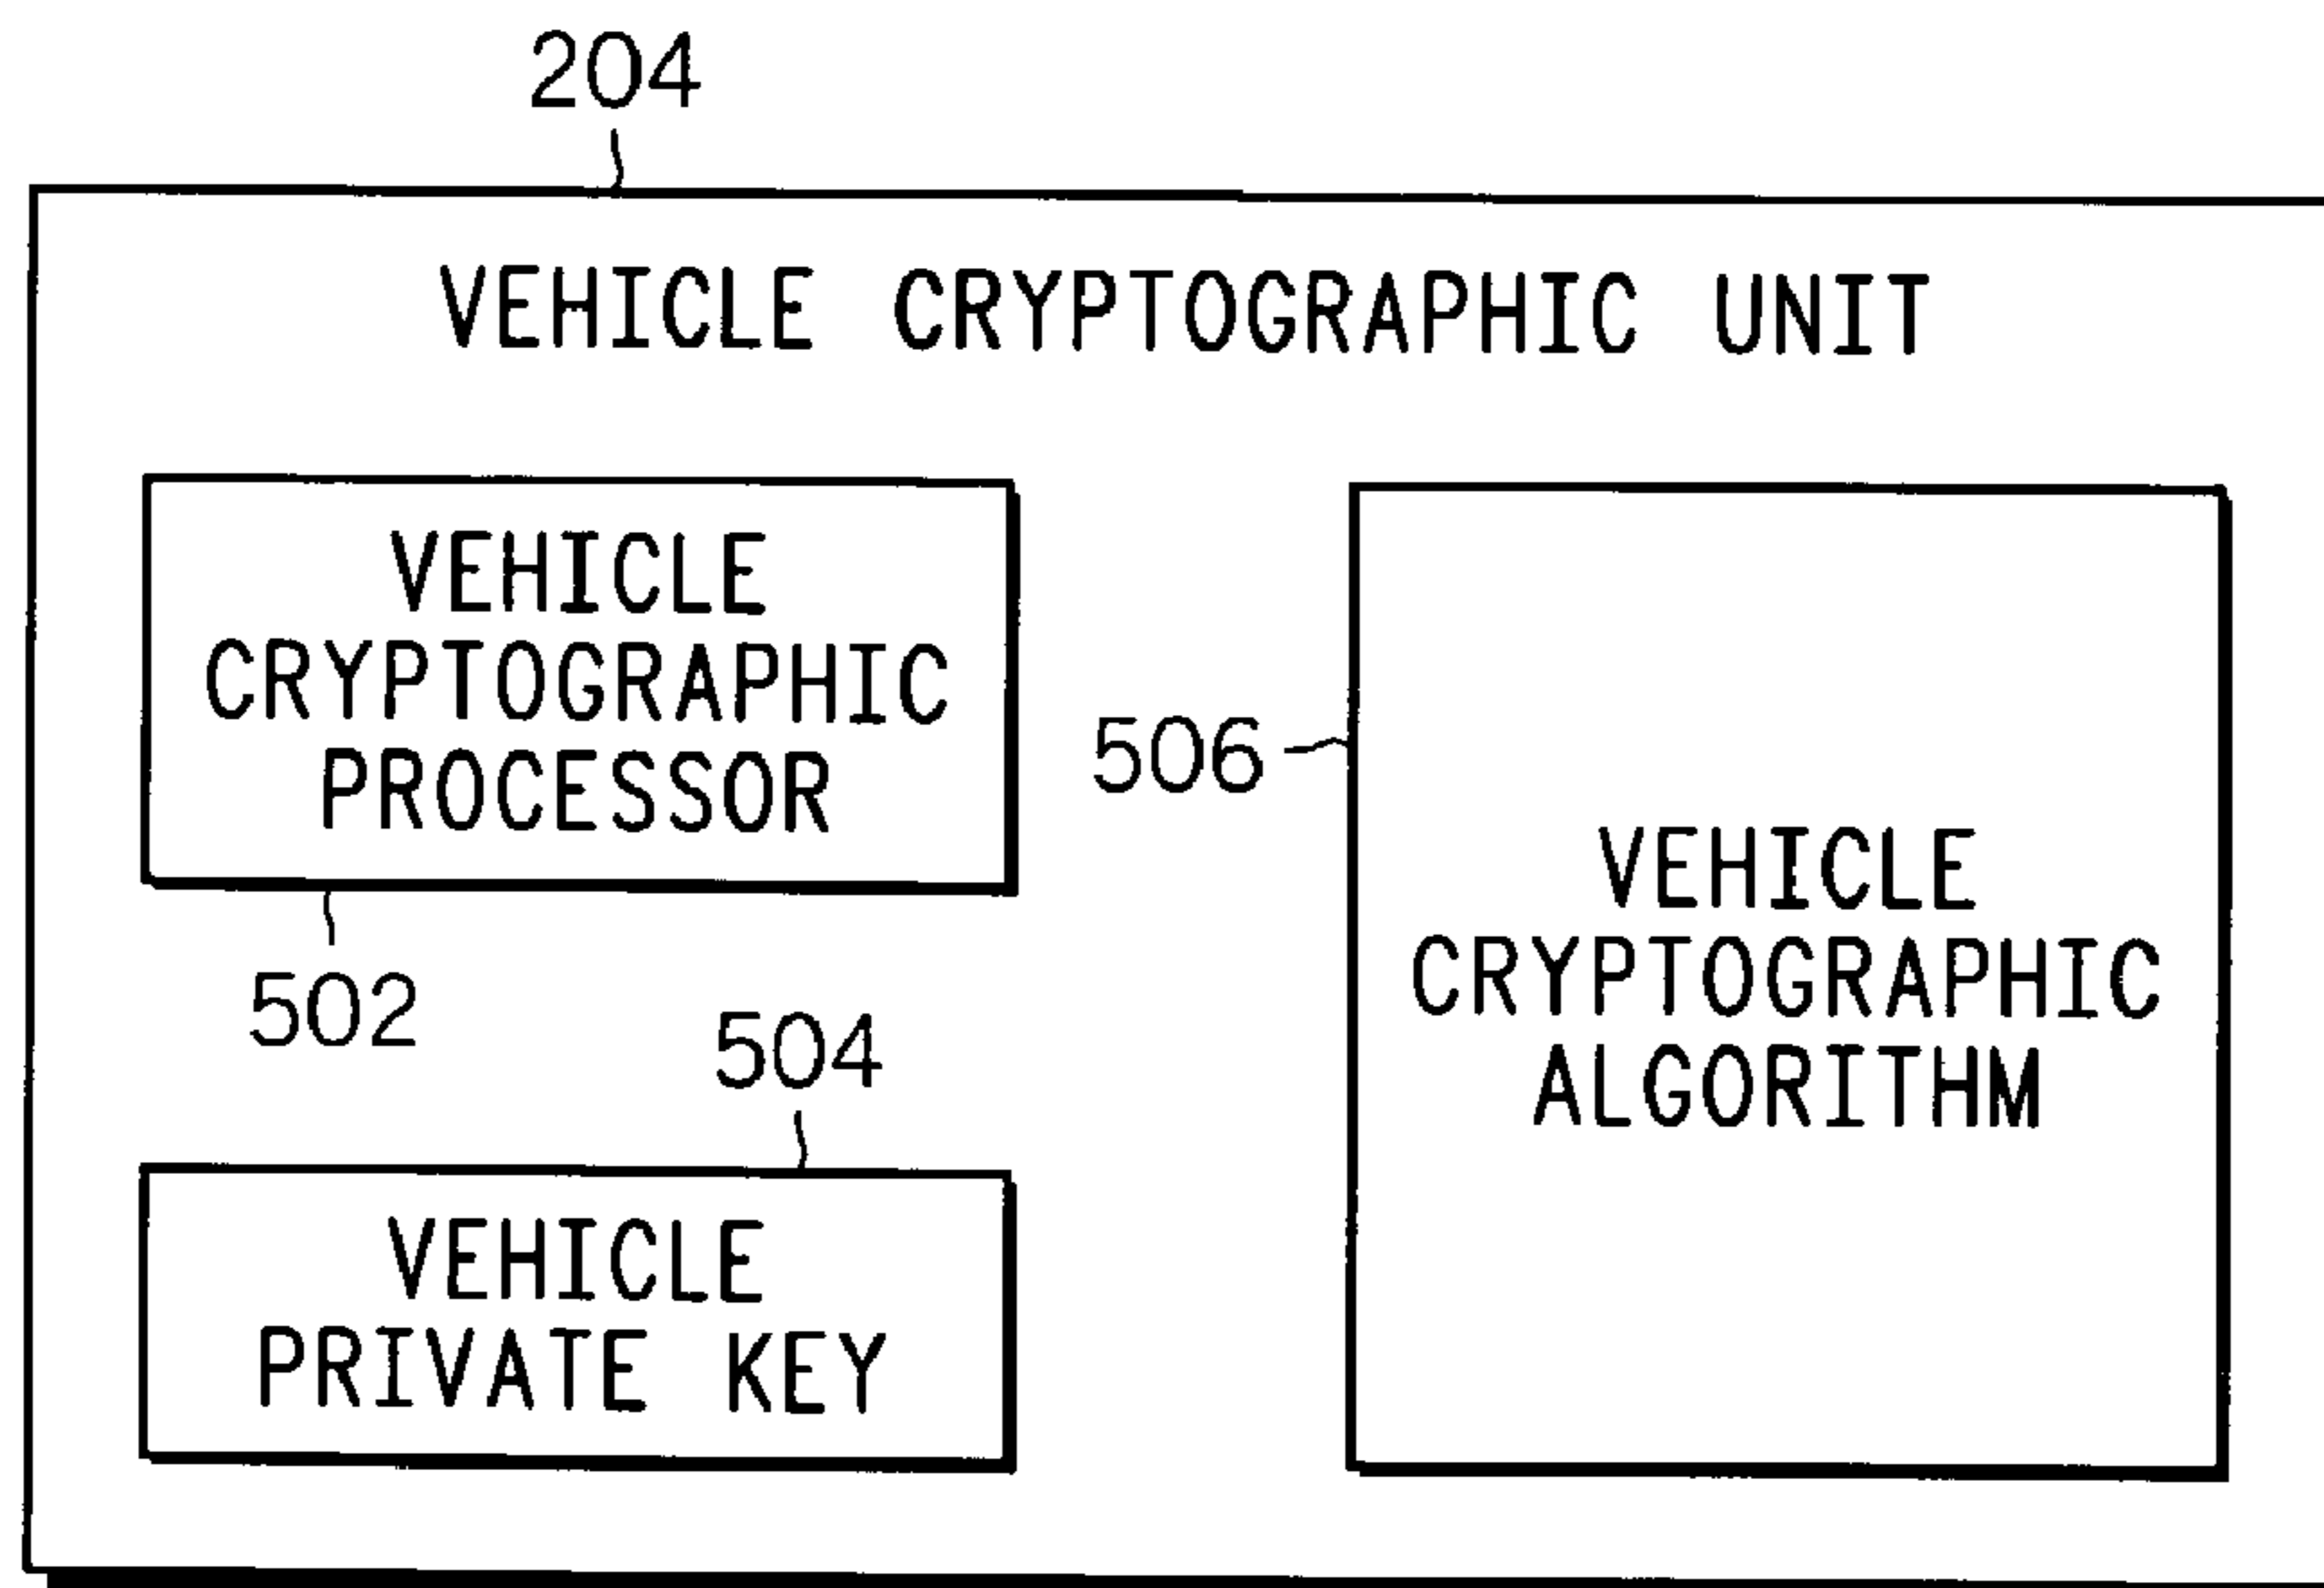 204
VEHICLE CRYPTOGRAPHIC UNIT
VEHICLE
CRYPTOGRAPHIC
PROCESSOR
502
504
VEHICLE
PRIVATE KEY
506
VEHICLE
CRYPTOGRAPHIC
ALGORITHM